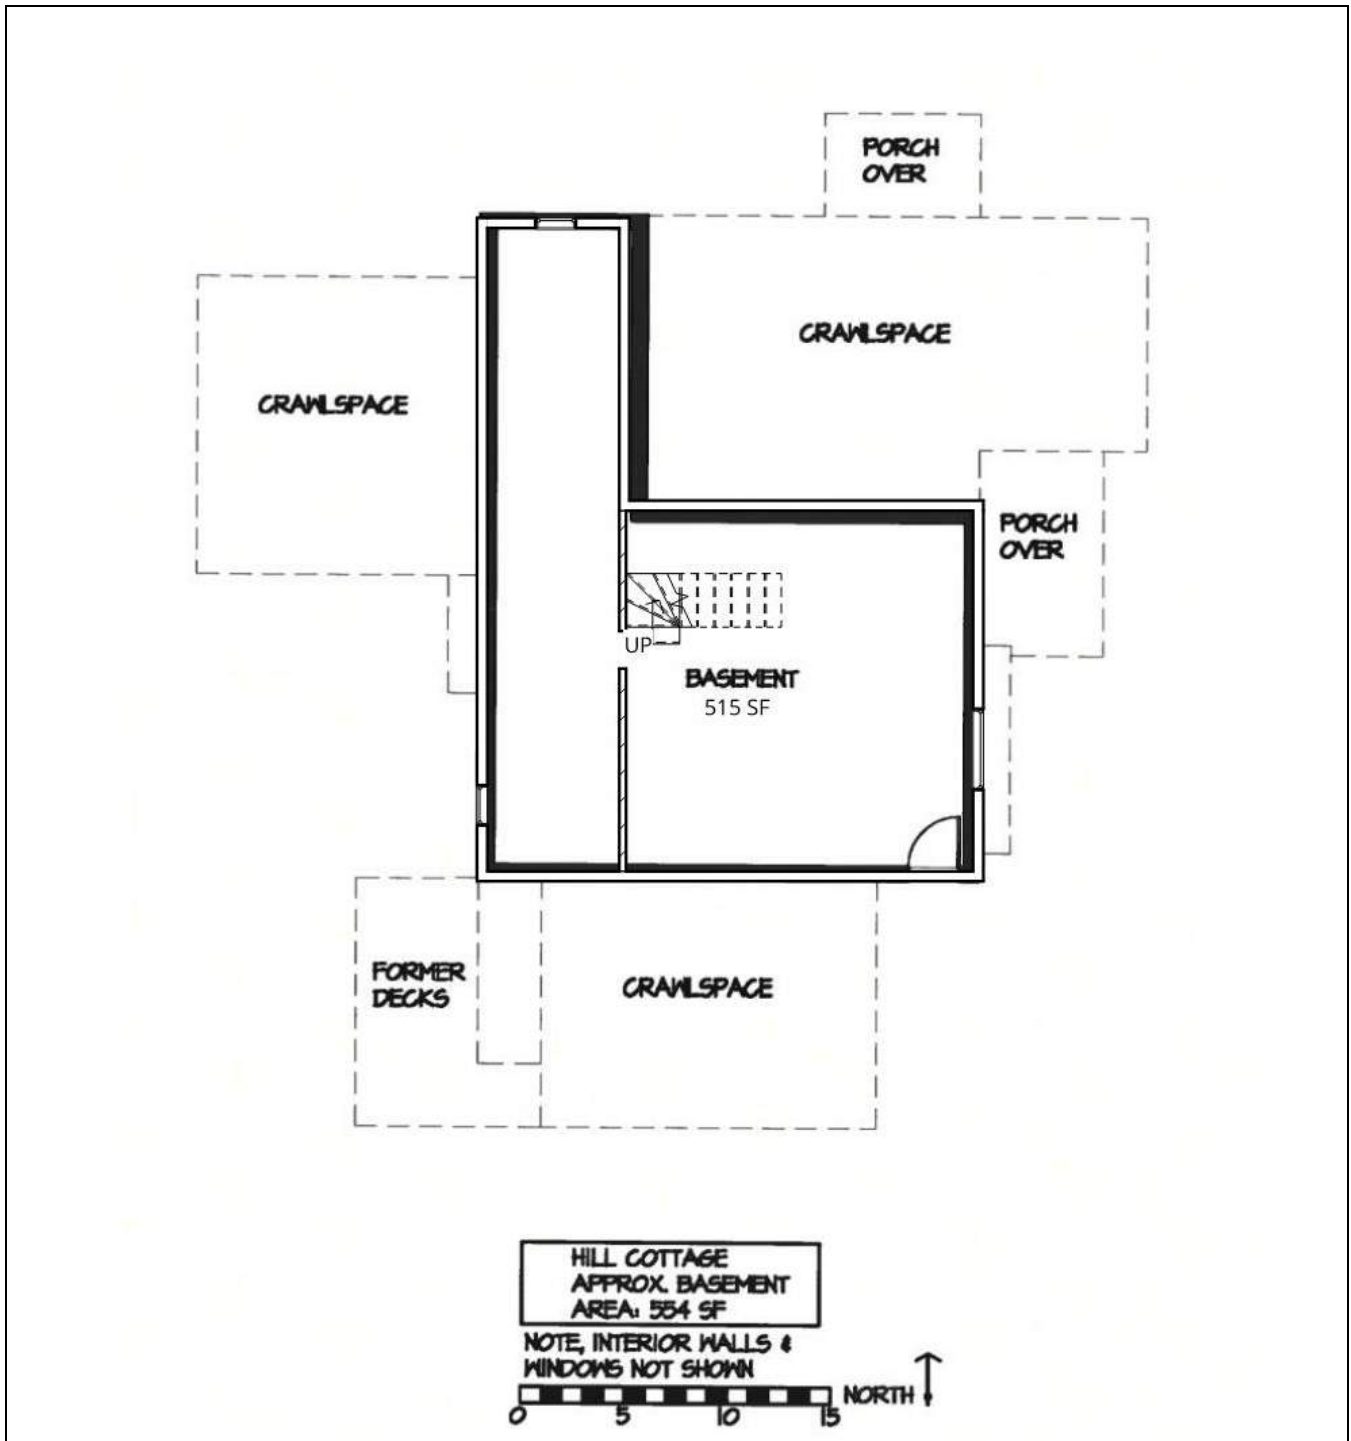 PORCH
OVER
CRAWLSPACE
CRAWLSPACE
PORCH
OVER
UP
BASEMENT
515 SF
FORMER
DECKS
CRAWLSPACE
HILL COTTAGE
APPROX. BASEMENT
AREA: 554 SF
NOTE, INTERIOR WALLS &
WINDOWS NOT SHOWN
NORTH
0 5 10 15